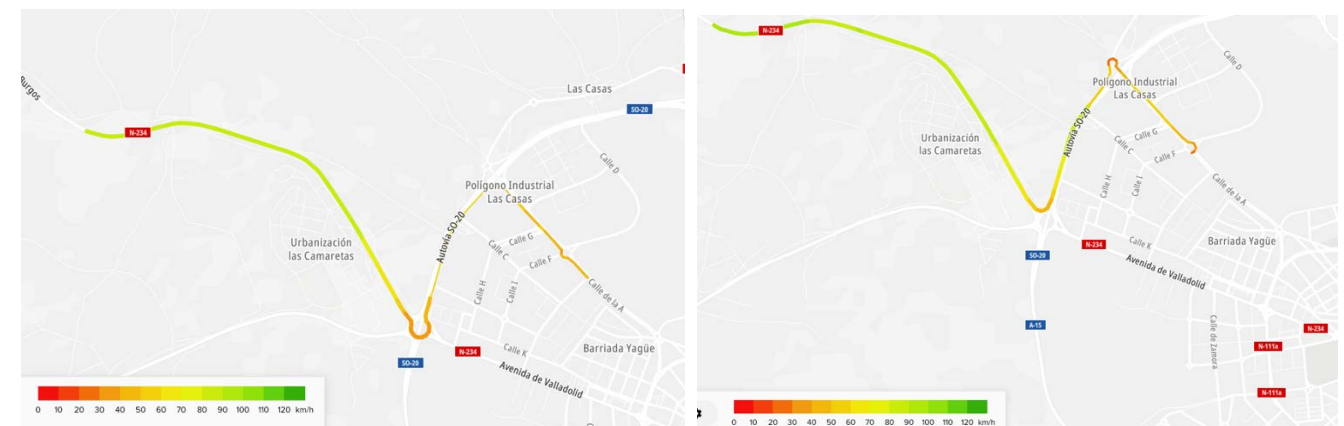 Burgos
N-234
Las Casas
SO-20
Calle D
Polígono Industrial
Las Casas
Autovía SO-20
Urbanización
las Camaretas
Calle G
Calle C
Calle F
Calle H
Calle I
Calle de la A
Barriada Yagüe
Calle K
N-234
SO-20
Avenida de Valladolid
0 10 20 30 40 50 60 70 80 90 100 110 120 km/h
N-234
Calle D
Polígono Industrial
Las Casas
Autovía SO-20
Urbanización
las Camaretas
Calle G
Calle C
Calle F
Calle H
Calle I
Calle de la A
N-234
Calle K
Barriada Yagüe
SO-20
Avenida de Valladolid
A-15
Calle de Zamora
N-234
N-111a
N-111a
0 10 20 30 40 50 60 70 80 90 100 110 120 km/h